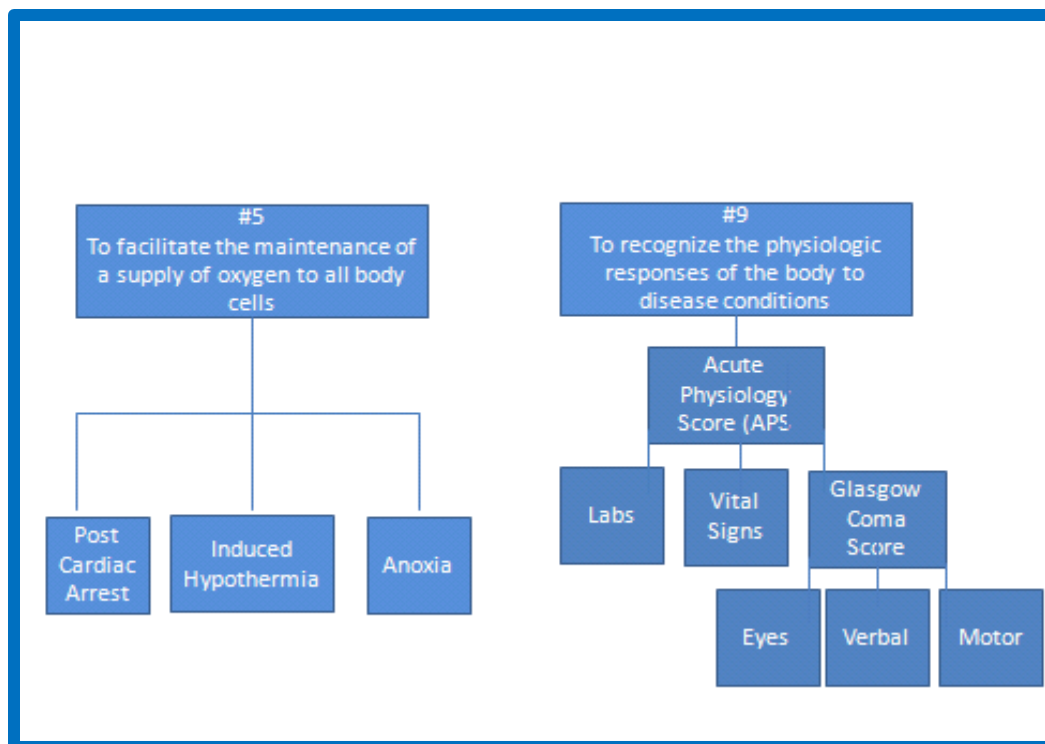 #5
To facilitate the maintenance of
a supply of oxygen to all body
cells
Post
Cardiac
Arrest
Induced
Hypothermia
Anoxia
#9
To recognize the physiologic
responses of the body to
disease conditions
Acute
Physiology
Score (APS
Labs
Vital
Signs
Glasgow
Coma
Score
Eyes
Verbal
Motor